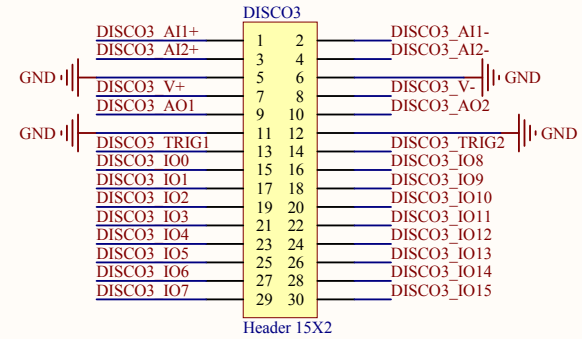 DISCO3
DISCO3_AI1+ 1 2 DISCO3_AI1-
DISCO3_AI2+ 3 4 DISCO3_AI2-
GND 5 6 GND
DISCO3_V+ 7 8 DISCO3_V-
DISCO3_AO1 9 10 DISCO3_AO2
GND 11 12 GND
DISCO3_TRIG1 13 14 DISCO3_TRIG2
DISCO3_IO0 15 16 DISCO3_IO8
DISCO3_IO1 17 18 DISCO3_IO9
DISCO3_IO2 19 20 DISCO3_IO10
DISCO3_IO3 21 22 DISCO3_IO11
DISCO3_IO4 23 24 DISCO3_IO12
DISCO3_IO5 25 26 DISCO3_IO13
DISCO3_IO6 27 28 DISCO3_IO14
DISCO3_IO7 29 30 DISCO3_IO15
Header 15X2